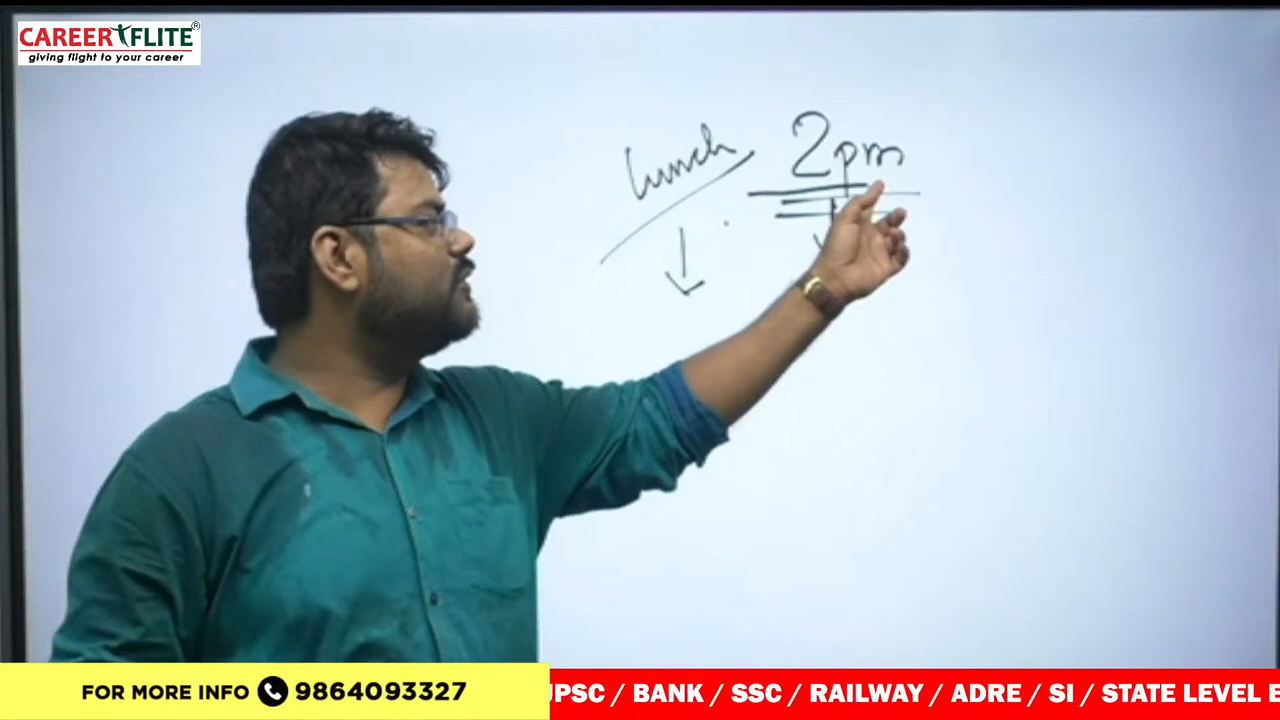 CAREER FLITE®
giving flight to your career
lunch 2pm
FOR MORE INFO 9864093327
IPSC / BANK / SSC / RAILWAY / ADRE / SI / STATE LEVEL E